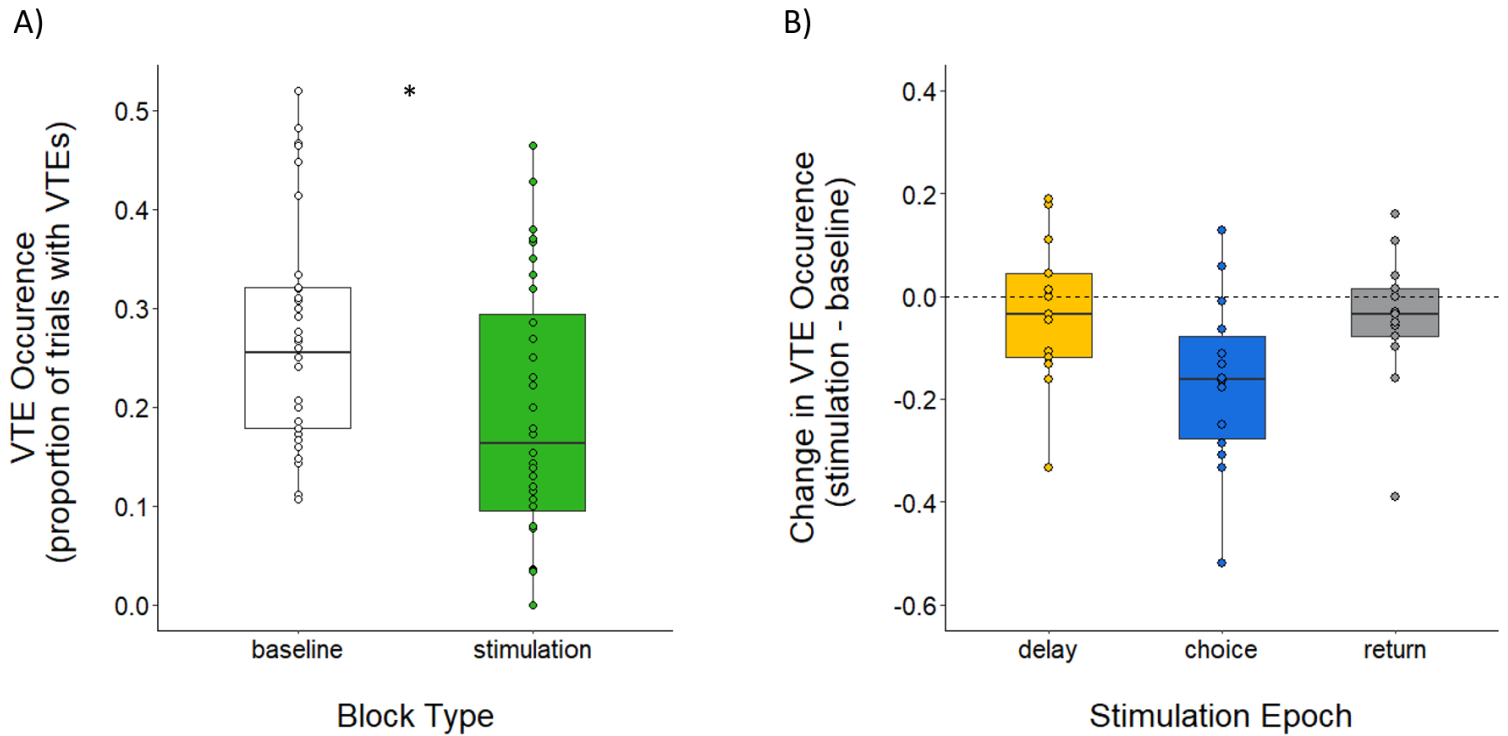 A)
B)
VTE Occurence
(proportion of trials with VTEs)
0.5
0.4
0.3
0.2
0.1
0.0
*
baseline
stimulation
Block Type
Change in VTE Occurence
(stimulation - baseline)
0.4
0.2
0.0
-0.2
-0.4
-0.6
delay
choice
return
Stimulation Epoch